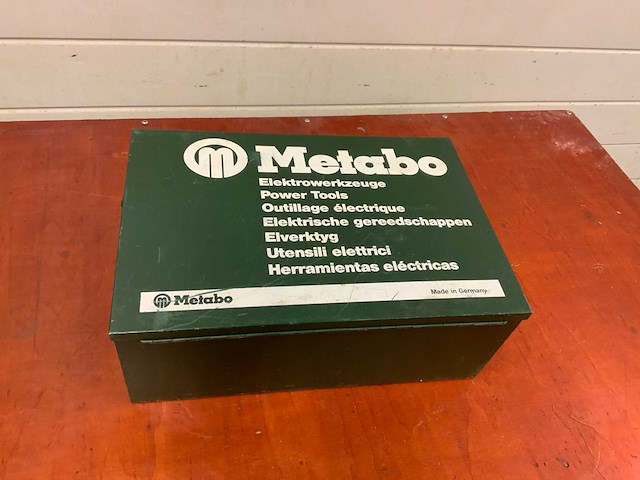 Metabo
Elektrowerkzeuge
Power Tools
Outillage électrique
Elektrische gereedschappen
Elverktyg
Utensili elettrici
Herramientas eléctricas
Metabo Made in Germany